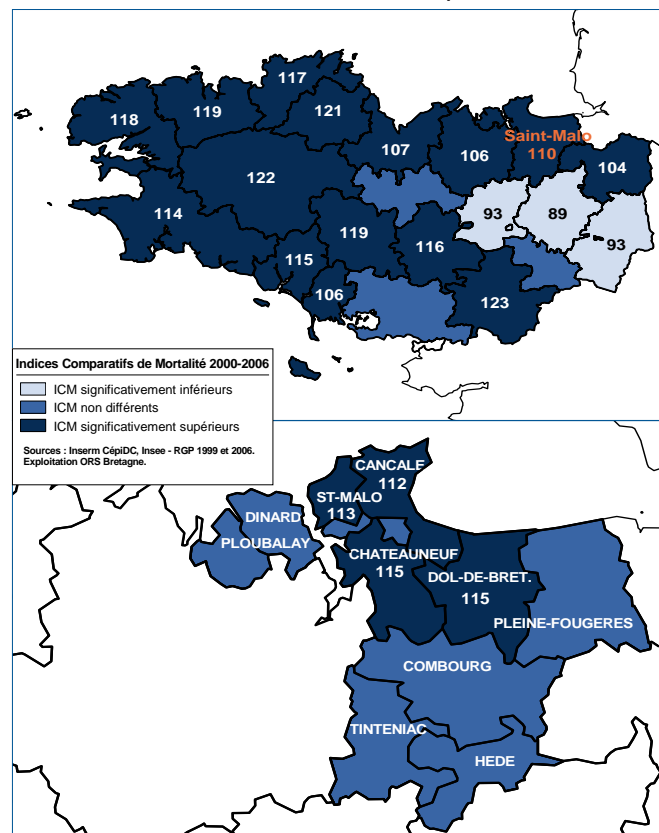 117
118
119
121
Saint-Malo
110
107
106
104
122
93
89
114
119
116
93
115
106
123
Indices Comparatifs de Mortalité 2000-2006
ICM significativement inférieurs
ICM non différents
ICM significativement supérieurs
Sources : Inserm CépiDC, Insee - RGP 1999 et 2006.
Exploitation ORS Bretagne.
CANCALE
112
ST-MALO
113
DINARD
PLOUBALAY
CHATEAUNEUF
115
DOL-DE-BRET.
115
PLEINE-FOUGERES
COMBOURG
TINTENIAC
HEDE